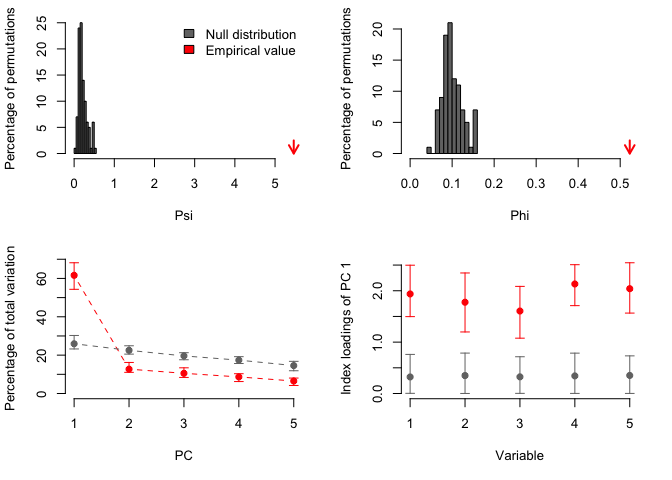 Percentage of permutations
0 5 10 15 20 25
Null distribution
Empirical value
0 1 2 3 4 5
Psi
Percentage of permutations
0 5 10 15 20
0.0 0.1 0.2 0.3 0.4 0.5
Phi
Percentage of total variation
0 20 40 60
1 2 3 4 5
PC
Index loadings of PC 1
0.0 1.0 2.0
1 2 3 4 5
Variable